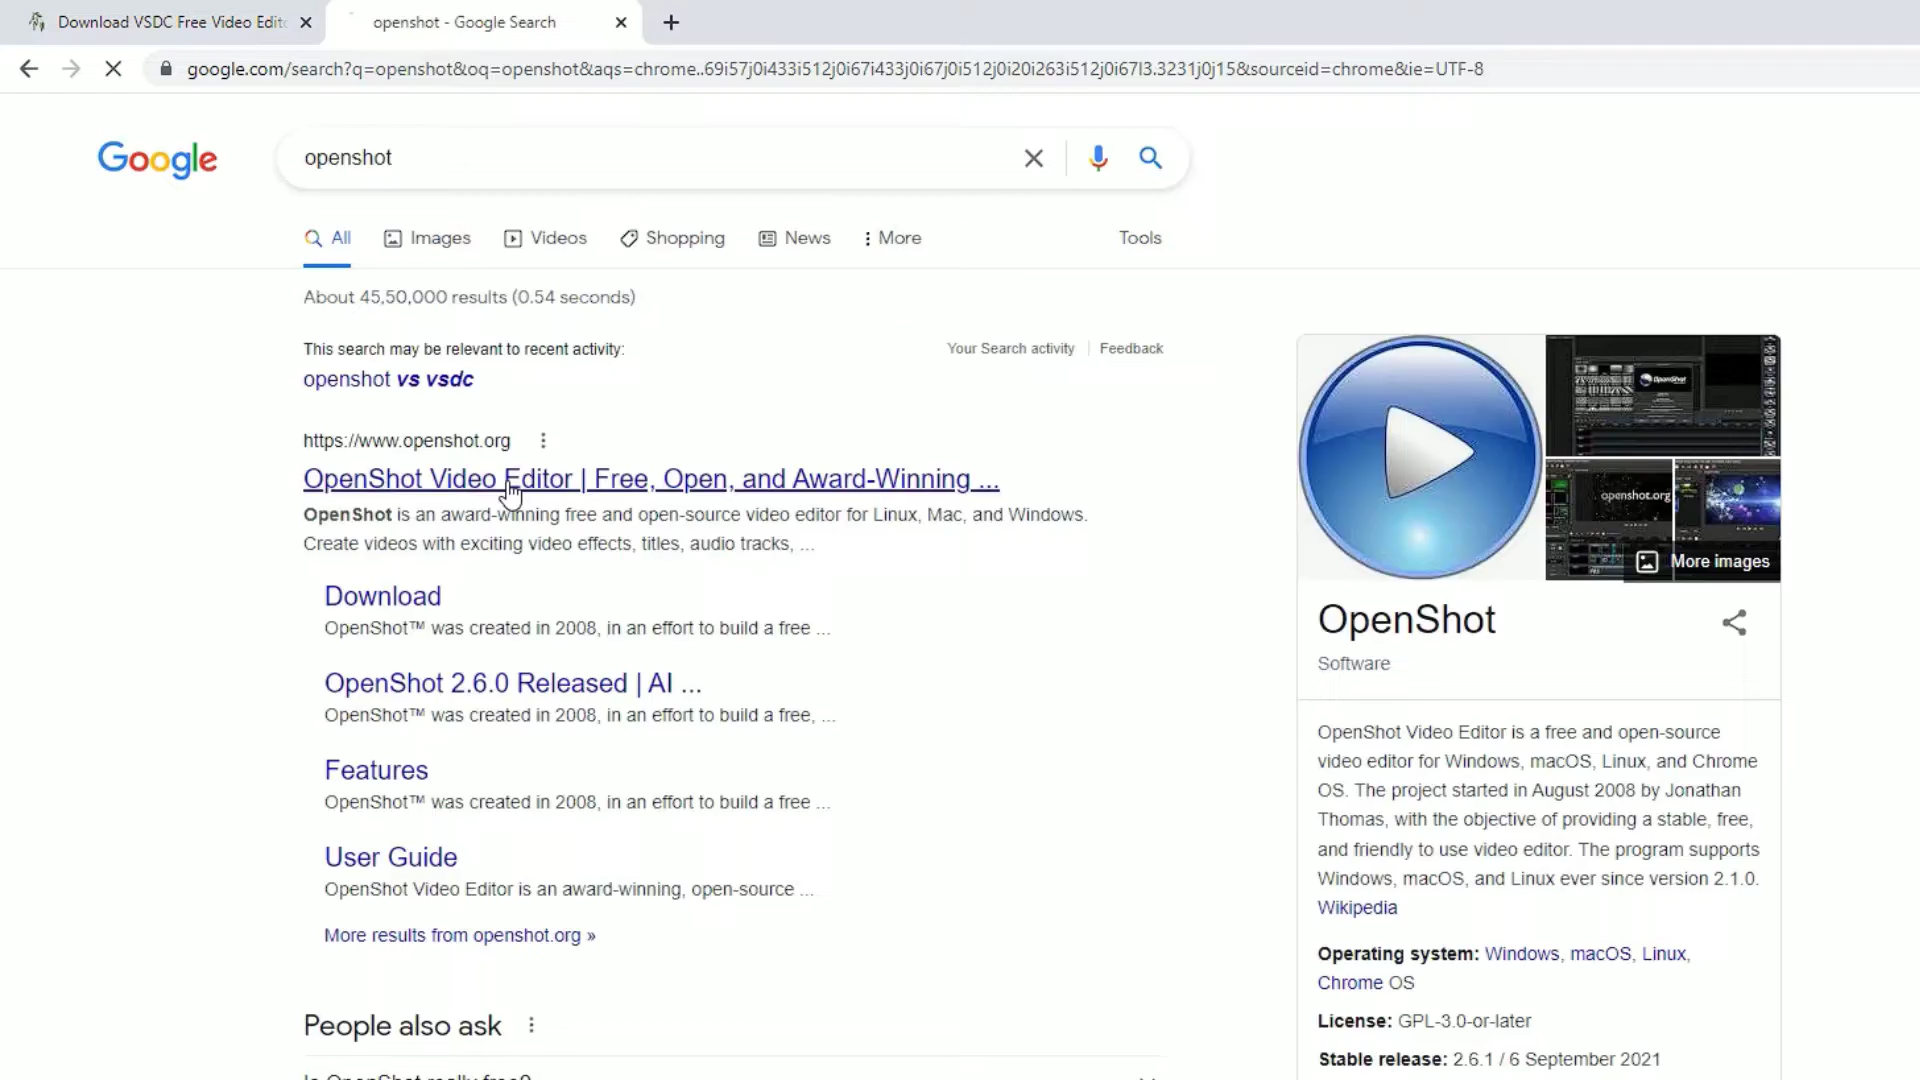 Download VSDC Free Video Edit
openshot - Google Search
google.com/search?q=openshot&oq=openshot&aqs=chrome..69i57j0i433i512j0i67i433j0i67j0i512j0i20i263i512j0i67l3.3231j0j15&sourceid=chrome&ie=UTF-8
Google
openshot
All
Images
Videos
Shopping
News
More
Tools
About 45,50,000 results (0.54 seconds)
This search may be relevant to recent activity:
Your Search activity
Feedback
openshot vs vsdc
https://www.openshot.org
OpenShot Video Editor | Free, Open, and Award-Winning ...
OpenShot is an award-winning free and open-source video editor for Linux, Mac, and Windows.
Create videos with exciting video effects, titles, audio tracks, ...
Download
OpenShot™ was created in 2008, in an effort to build a free ...
OpenShot 2.6.0 Released | AI ...
OpenShot™ was created in 2008, in an effort to build a free, ...
Features
OpenShot™ was created in 2008, in an effort to build a free ...
User Guide
OpenShot Video Editor is an award-winning, open-source ...
More results from openshot.org »
People also ask
Is OpenShot really free?
OpenShot
openshot.org
More images
OpenShot
Software
OpenShot Video Editor is a free and open-source
video editor for Windows, macOS, Linux, and Chrome
OS. The project started in August 2008 by Jonathan
Thomas, with the objective of providing a stable, free,
and friendly to use video editor. The program supports
Windows, macOS, and Linux ever since version 2.1.0.
Wikipedia
Operating system: Windows, macOS, Linux,
Chrome OS
License: GPL-3.0-or-later
Stable release: 2.6.1 / 6 September 2021